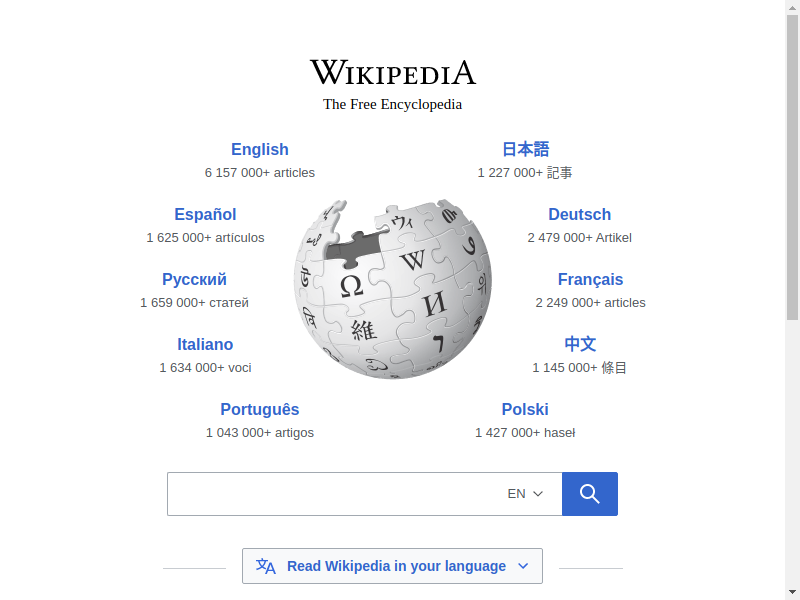 WIKIPEDIA
The Free Encyclopedia
English
6 157 000+ articles
日本語
1 227 000+ 記事
Español
1 625 000+ artículos
Deutsch
2 479 000+ Artikel
Русский
1 659 000+ статей
Français
2 249 000+ articles
Italiano
1 634 000+ voci
中文
1 145 000+ 條目
Português
1 043 000+ artigos
Polski
1 427 000+ haseł
Ω
W
И
維
ウィ
EN
Read Wikipedia in your language